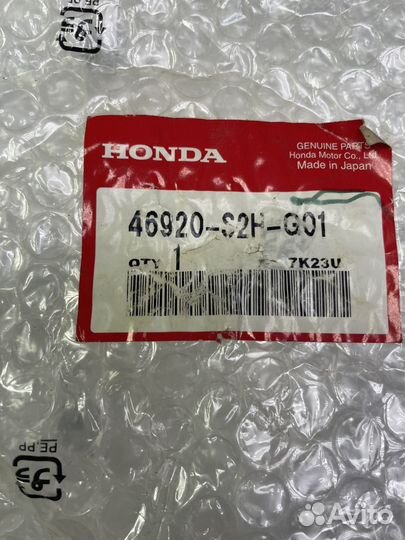 PE, PP
HONDA
GENUINE PARTS
Honda Motor Co., Ltd.
Made in Japan
46920-S2H-G01
QTY 1 7K23U
PE, PP
Avito